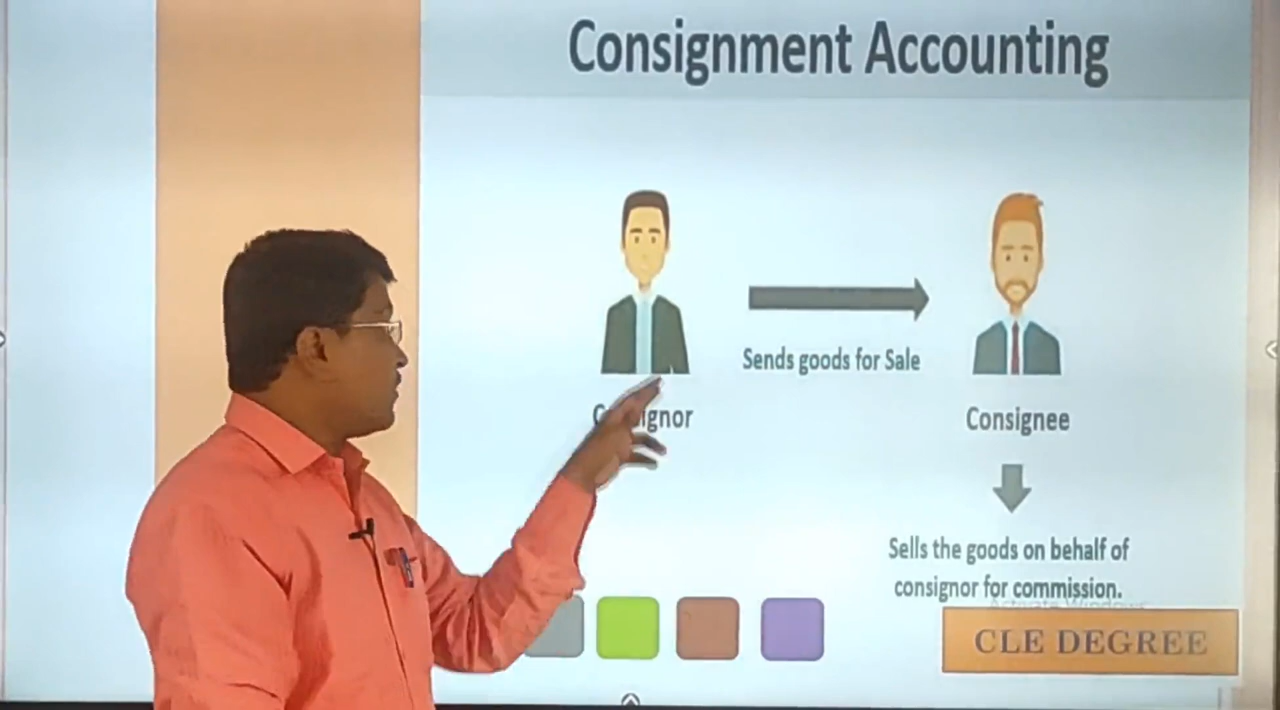 Consignment Accounting
Sends goods for Sale
Consignee
Sells the goods on behalf of
consignor for commission.
CLE DEGREE